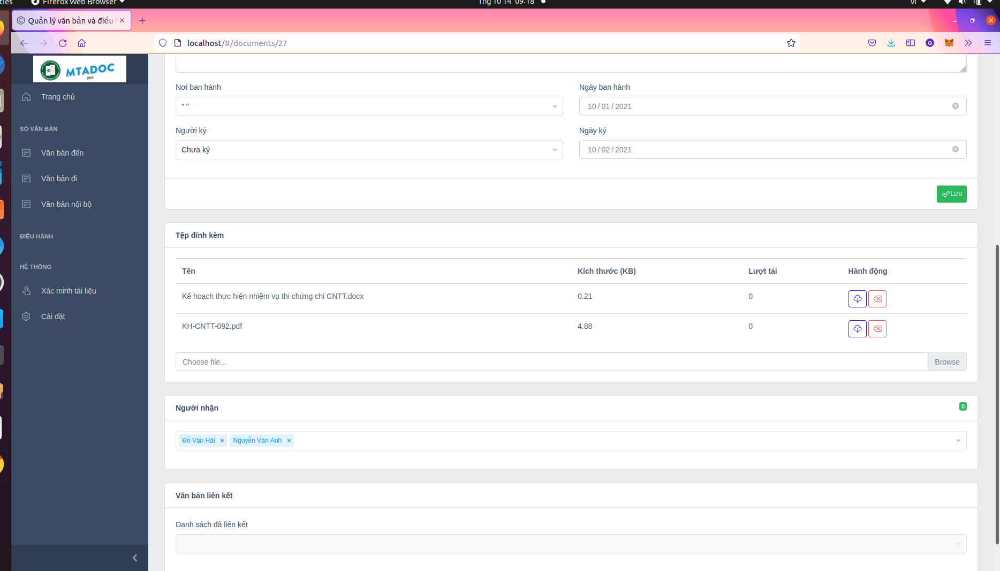 Firefox Web Browser
Thg 10 14 09:18
vi
Quản lý văn bản và điều h
localhost/#/documents/27
MTADOC
DMS
Trang chủ
SỔ VĂN BẢN
Văn bản đến
Văn bản đi
Văn bản nội bộ
ĐIỀU HÀNH
HỆ THỐNG
Xác minh tài liệu
Cài đặt
Nơi ban hành
Ngày ban hành
" "
10 / 01 / 2021
Người ký
Ngày ký
Chưa ký
10 / 02 / 2021
Lưu
Tệp đính kèm
Tên Kích thước (KB) Lượt tải Hành động
Kế hoạch thực hiện nhiệm vụ thi chứng chỉ CNTT.docx 0.21 0
KH-CNTT-092.pdf 4.88 0
Choose file... Browse
Người nhận 0
Đỗ Văn Hải × Nguyễn Văn Anh ×
Văn bản liên kết
Danh sách đã liên kết